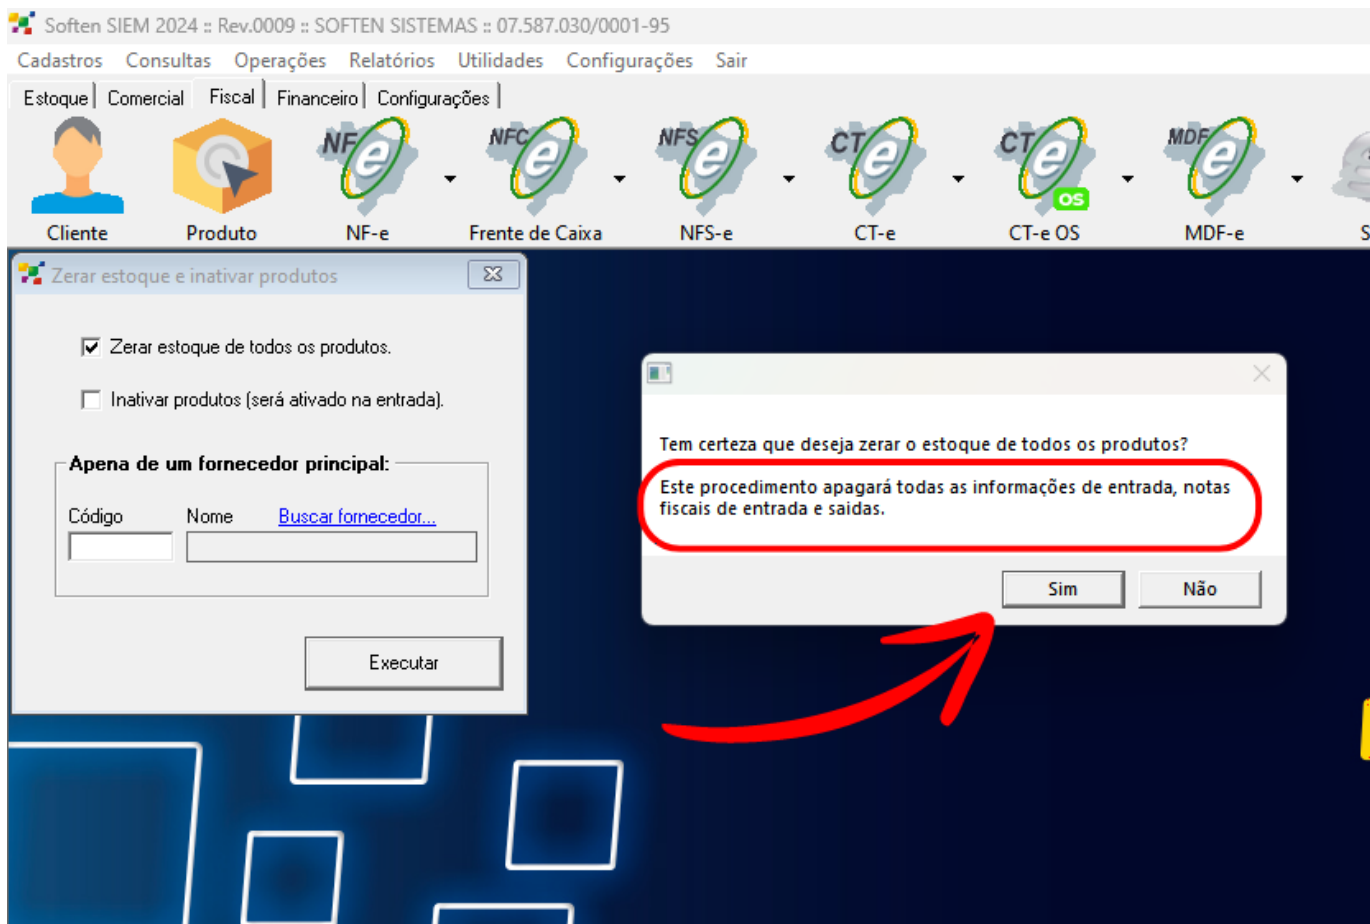 Soften SIEM 2024 :: Rev.0009 :: SOFTEN SISTEMAS :: 07.587.030/0001-95
Cadastros Consultas Operações Relatórios Utilidades Configurações Sair
Estoque Comercial Fiscal Financeiro Configurações
NF e NFC e NFS e CT e CT e OS MDF e
Cliente Produto NF-e Frente de Caixa NFS-e CT-e CT-e OS MDF-e S
Zerar estoque e inativar produtos
Zerar estoque de todos os produtos.
Inativar produtos (será ativado na entrada).
Apena de um fornecedor principal:
Código Nome Buscar fornecedor...
Executar
Tem certeza que deseja zerar o estoque de todos os produtos?
Este procedimento apagará todas as informações de entrada, notas
fiscais de entrada e saidas.
Sim Não